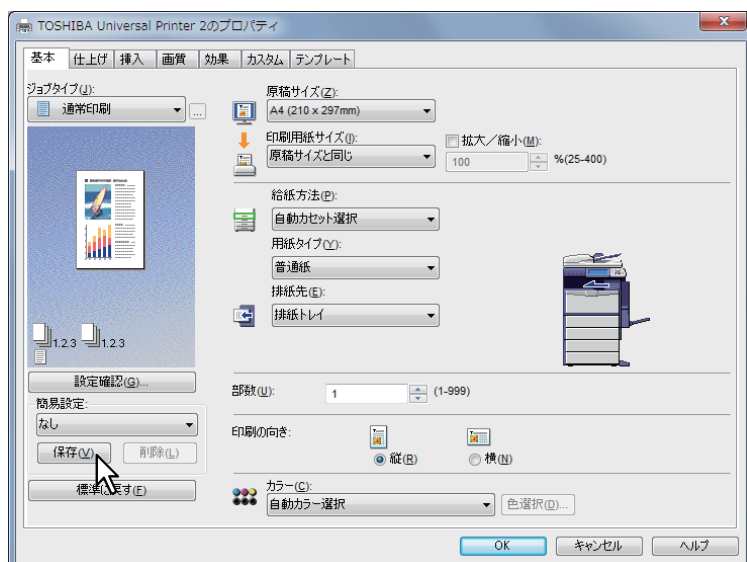 TOSHIBA Universal Printer 2のプロパティ
基本 仕上げ 挿入 画質 効果 カスタム テンプレート
ジョブタイプ(J):
通常印刷
...
1.2.3 1.2.3
設定確認(G)...
簡易設定:
なし
保存(V) 削除(L)
標準に戻す(F)
原稿サイズ(Z):
A4 (210 x 297mm)
印刷用紙サイズ(I):
原稿サイズと同じ
拡大/縮小(M):
100 %(25-400)
給紙方法(P):
自動カセット選択
用紙タイプ(Y):
普通紙
排紙先(E):
排紙トレイ
部数(U): 1 (1-999)
印刷の向き:
縦(R) 横(N)
カラー(C):
自動カラー選択 色選択(D)...
OK キャンセル ヘルプ